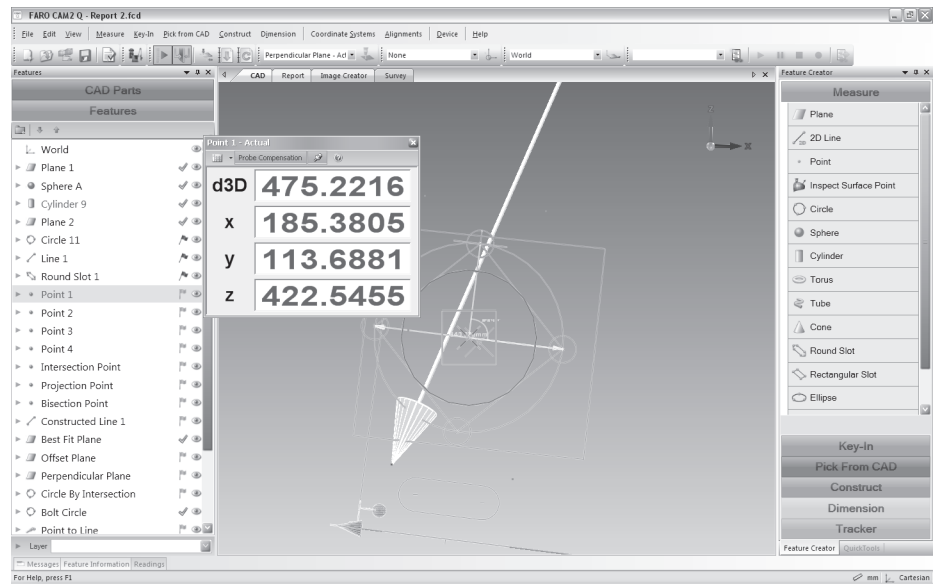 FARO CAM2 Q - Report 2.fcd
File Edit View Measure Key-In Pick from CAD Construct Dimension Coordinate Systems Alignments Device Help
Perpendicular Plane - Act None World
Features
CAD Parts
Features
World
Plane 1
Sphere A
Cylinder 9
Plane 2
Circle 11
Line 1
Round Slot 1
Point 1
Point 2
Point 3
Point 4
Intersection Point
Projection Point
Bisection Point
Constructed Line 1
Best Fit Plane
Offset Plane
Perpendicular Plane
Circle By Intersection
Bolt Circle
Point to Line
Layer
Messages Feature Information Readings
For Help, press F1
CAD Report Image Creator Survey
Point 1 - Actual
Probe Compensation
d3D 475.2216
x 185.3805
y 113.6881
z 422.5455
Z
X
Feature Creator
Measure
Plane
2D Line
Point
Inspect Surface Point
Circle
Sphere
Cylinder
Torus
Tube
Cone
Round Slot
Rectangular Slot
Ellipse
Key-In
Pick From CAD
Construct
Dimension
Tracker
Feature Creator QuickTools
mm Cartesian